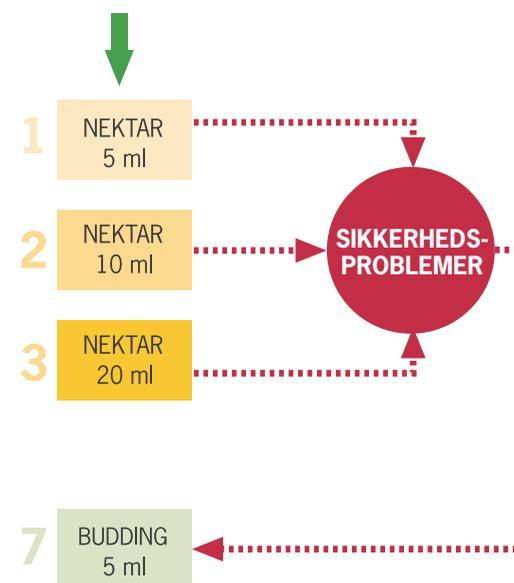 1
NEKTAR
5 ml
2
NEKTAR
10 ml
3
NEKTAR
20 ml
SIKKERHEDS-
PROBLEMER
7
BUDDING
5 ml